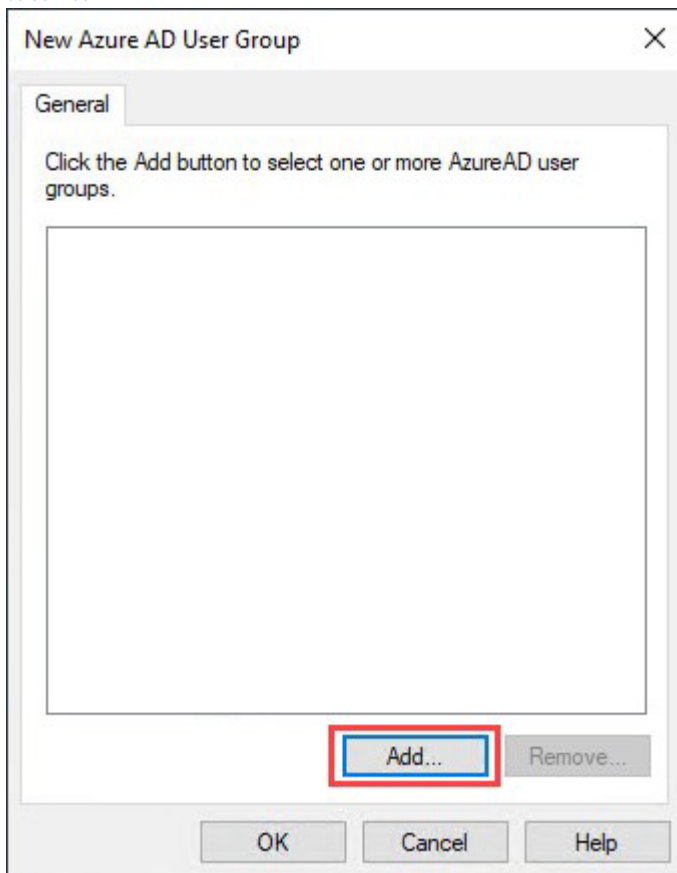 New Azure AD User Group
General
Click the Add button to select one or more AzureAD user
groups.
Add... Remove...
OK Cancel Help